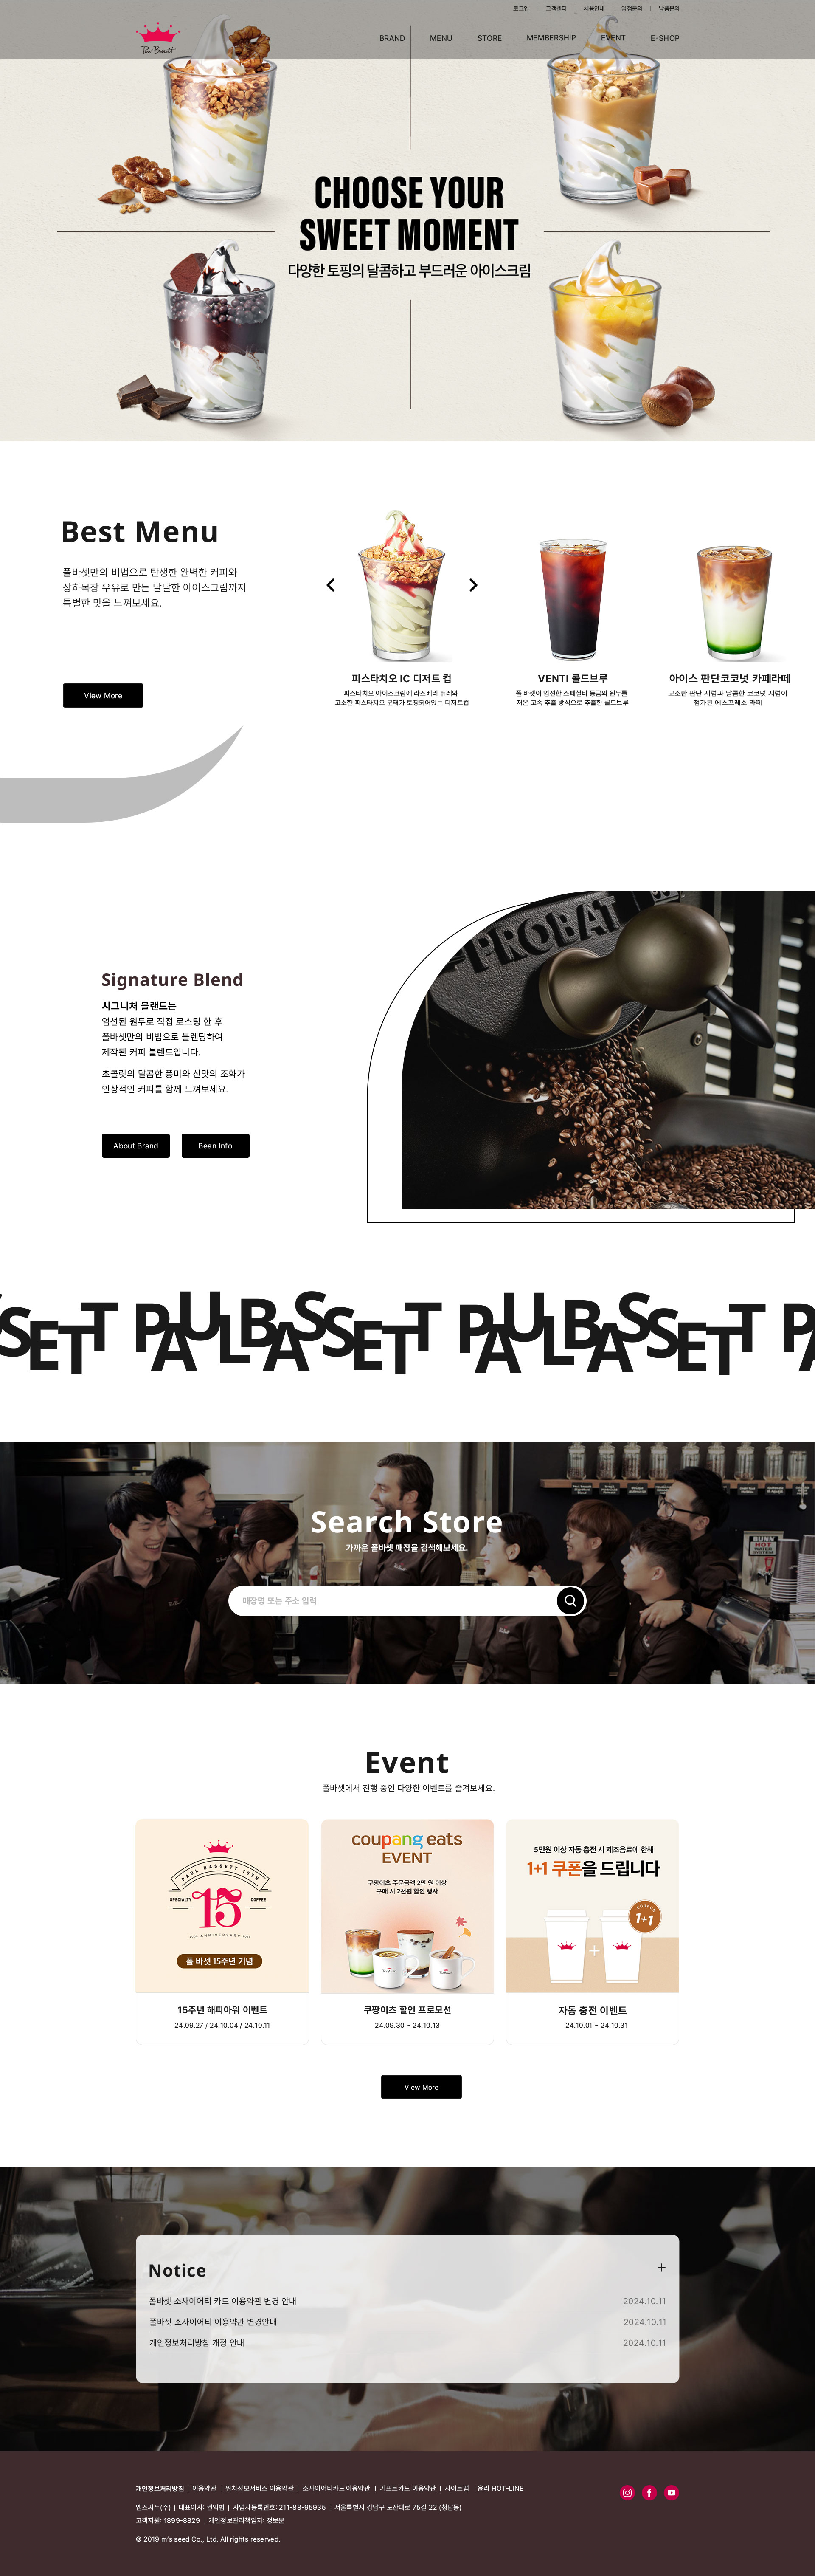 로그인 | 고객센터 | 채용안내 | 입점문의 | 납품문의
Paul Bassett
BRAND MENU STORE MEMBERSHIP EVENT E-SHOP
CHOOSE YOUR
SWEET MOMENT
다양한 토핑의 달콤하고 부드러운 아이스크림
Best Menu
폴바셋만의 비법으로 탄생한 완벽한 커피와
상하목장 우유로 만든 달달한 아이스크림까지
특별한 맛을 느껴보세요.
View More
피스타치오 IC 디저트 컵
피스타치오 아이스크림에 라즈베리 퓨레와
고소한 피스타치오 분태가 토핑되어있는 디저트컵
VENTI 콜드브루
폴 바셋이 엄선한 스페셜티 등급의 원두를
저온 고속 추출 방식으로 추출한 콜드브루
아이스 판단코코넛 카페라떼
고소한 판단 시럽과 달콤한 코코넛 시럽이
첨가된 에스프레소 라떼
PROBAT
Signature Blend
시그니처 블랜드는
엄선된 원두로 직접 로스팅 한 후
폴바셋만의 비법으로 블렌딩하여
제작된 커피 블렌드입니다.
초콜릿의 달콤한 풍미와 신맛의 조화가
인상적인 커피를 함께 느껴보세요.
About Brand
Bean Info
SSETT PAUL BASSETT PAUL BASSETT PA
Search Store
가까운 폴바셋 매장을 검색해보세요.
매장명 또는 주소 입력
BUNN
HOT
WATER
SYSTEM
Event
폴바셋에서 진행 중인 다양한 이벤트를 즐겨보세요.
PAUL BASSETT 15TH
SPECIALTY 15 COFFEE
ANNIVERSARY
폴 바셋 15주년 기념
15주년 해피아워 이벤트
24.09.27 / 24.10.04 / 24.10.11
coupang eats
EVENT
쿠팡이츠 주문금액 2만 원 이상
구매 시 2천원 할인 행사
쿠팡이츠 할인 프로모션
24.09.30 ~ 24.10.13
5만원 이상 자동 충전 시 제조음료에 한해
1+1 쿠폰을 드립니다
COUPON
1+1
자동 충전 이벤트
24.10.01 ~ 24.10.31
View More
Notice
폴바셋 소사이어티 카드 이용약관 변경 안내 2024.10.11
폴바셋 소사이어티 이용약관 변경안내 2024.10.11
개인정보처리방침 개정 안내 2024.10.11
개인정보처리방침 | 이용약관 | 위치정보서비스 이용약관 | 소사이어티카드이용약관 | 기프트카드 이용약관 | 사이트맵 윤리 HOT-LINE
엠즈씨두(주) | 대표이사: 권익범 | 사업자등록번호: 211-88-95935 | 서울특별시 강남구 도산대로 75길 22 (청담동)
고객지원: 1899-8829 | 개인정보관리책임자: 정보문
© 2019 m's seed Co., Ltd. All rights reserved.